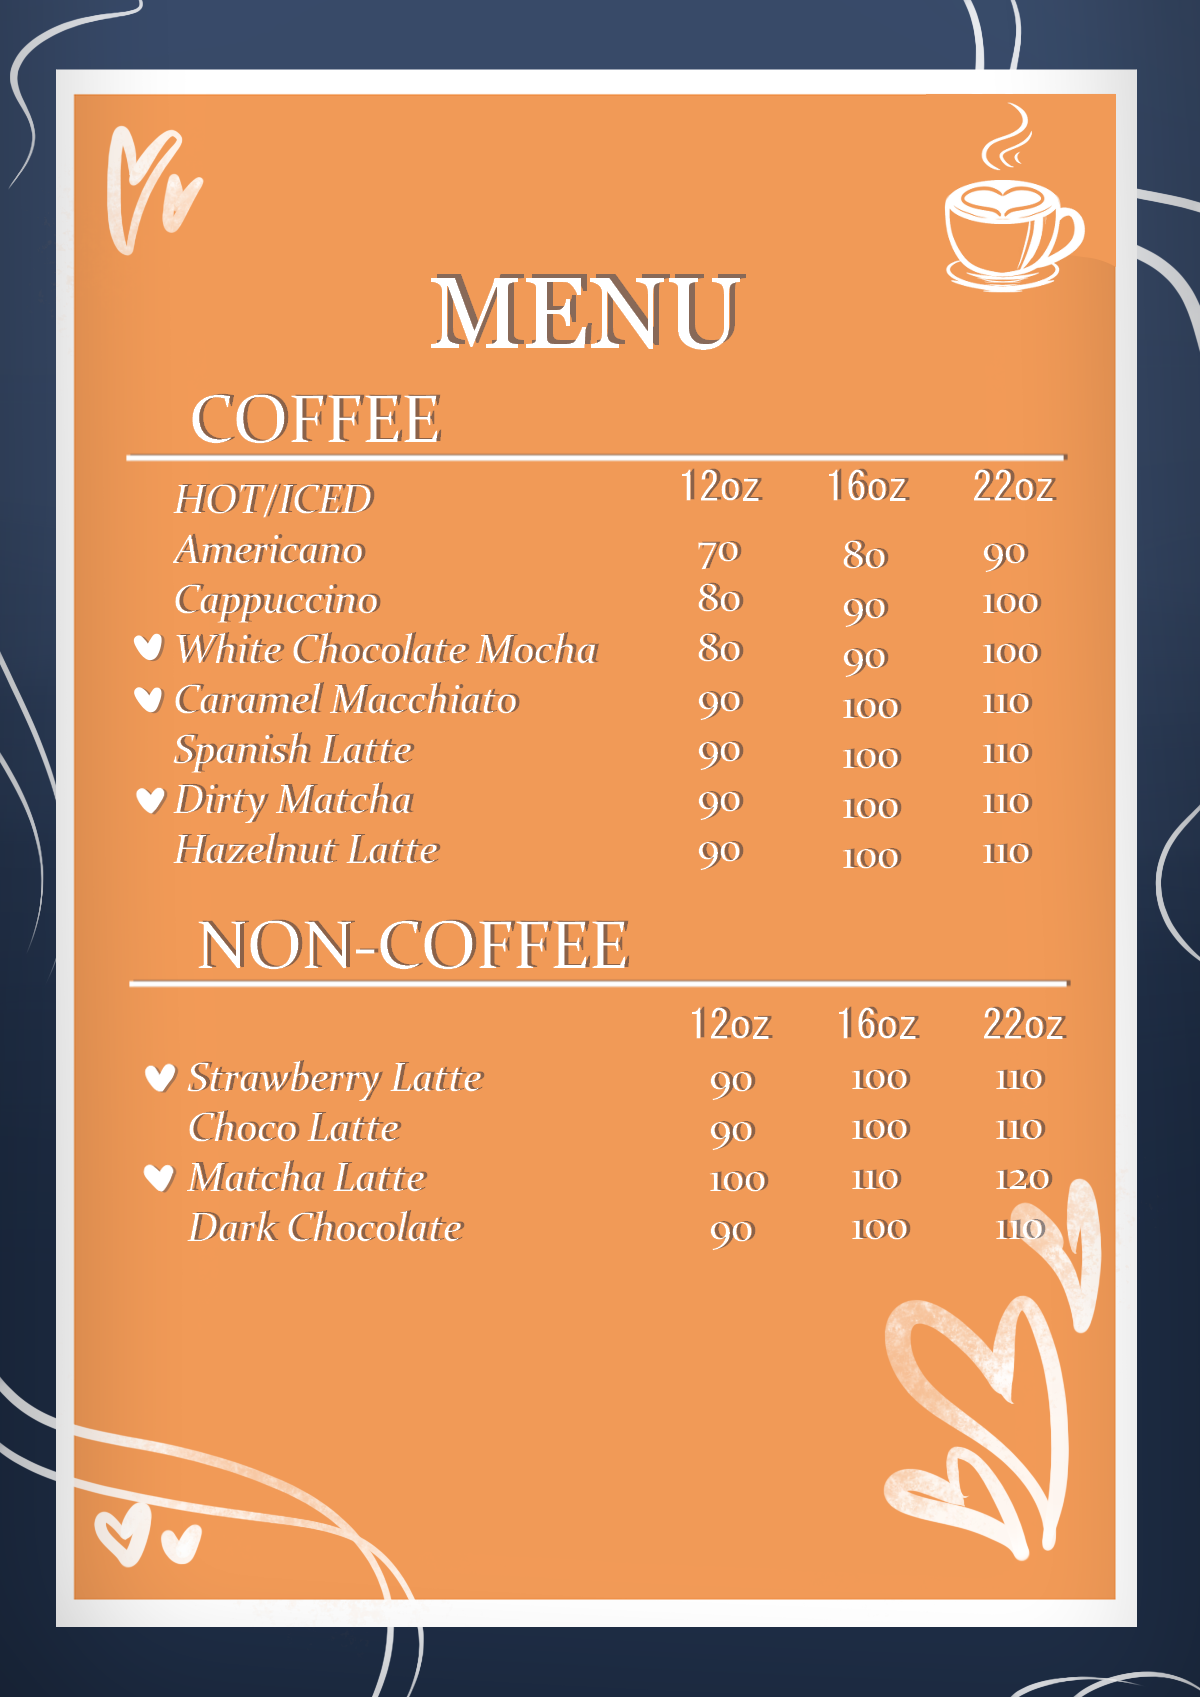 MENU
COFFEE
HOT/ICED 12oz 16oz 22oz
Americano 70 80 90
Cappuccino 80 90 100
White Chocolate Mocha 80 90 100
Caramel Macchiato 90 100 110
Spanish Latte 90 100 110
Dirty Matcha 90 100 110
Hazelnut Latte 90 100 110
NON-COFFEE
12oz 16oz 22oz
Strawberry Latte 90 100 110
Choco Latte 90 100 110
Matcha Latte 100 110 120
Dark Chocolate 90 100 110